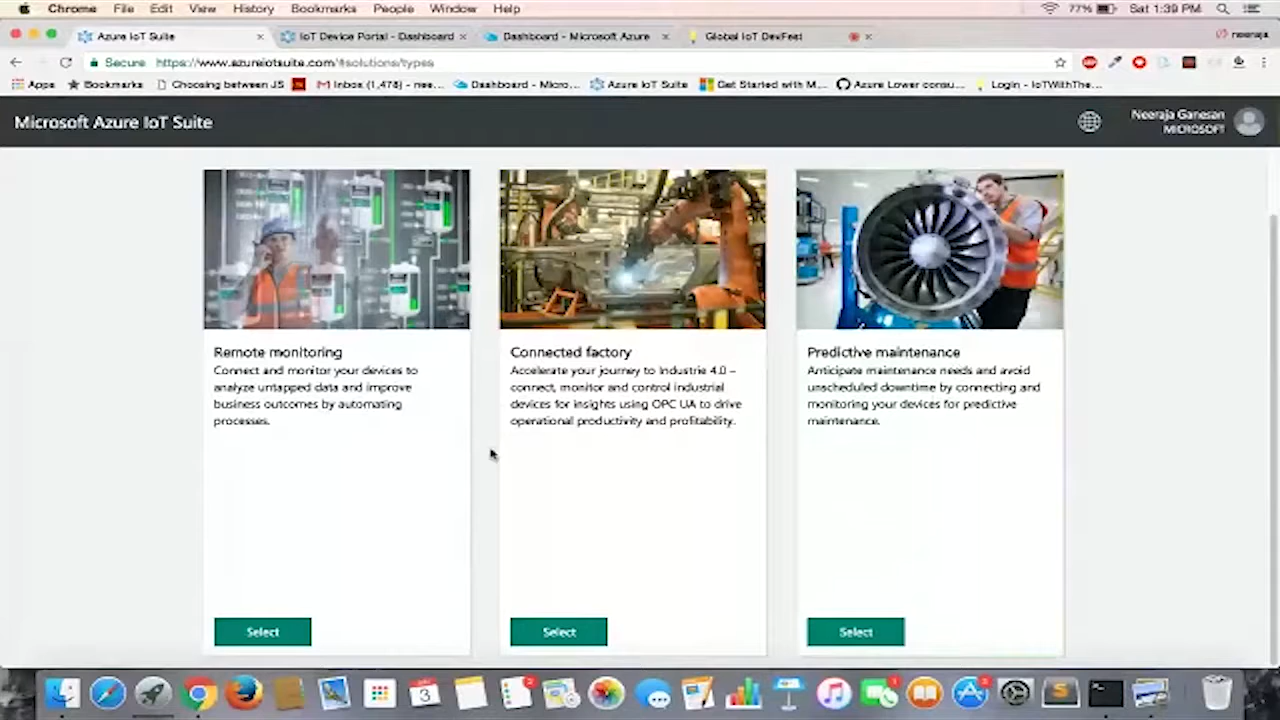 Chrome File Edit View History Bookmarks People Window Help 77% Sat 1:39 PM
Azure IoT Suite IoT Device Portal - Dashboard Dashboard - Microsoft Azure Global IoT DevFest neeraja
Secure https://www.azureiotsuite.com/#solutions/types
Apps Bookmarks Choosing between JS Inbox (1,478) - nee... Dashboard - Micro... Azure IoT Suite Get Started with M... Azure Lower consu... Login - IoTWithThe...
Microsoft Azure IoT Suite
Neeraja Ganesan
MICROSOFT
Remote monitoring
Connect and monitor your devices to
analyze untapped data and improve
business outcomes by automating
processes.
Select
Connected factory
Accelerate your journey to Industrie 4.0 –
connect, monitor and control industrial
devices for insights using OPC UA to drive
operational productivity and profitability.
Select
Predictive maintenance
Anticipate maintenance needs and avoid
unscheduled downtime by connecting and
monitoring your devices for predictive
maintenance.
Select
3